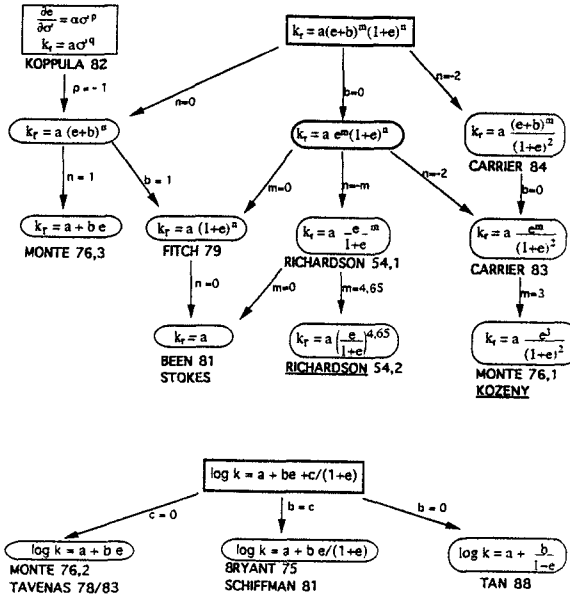 ∂e/∂σ' = ασ'^p
k_r = aσ'^q
KOPPULA 82
k_r = a(e+b)^m(1+e)^n
p = - 1
n=0
b=0
n=-2
k_r = a (e+b)^n
k_r = a e^m(1+e)^n
k_r = a (e+b)^m/(1+e)^2
CARRIER 84
n = 1
b = 1
m=0
n=-m
n=-2
b=0
k_r = a + b e
MONTE 76,3
k_r = a (1+e)^n
FITCH 79
k_r = a e/1+e ^m
RICHARDSON 54,1
k_r = a e^m/(1+e)^2
CARRIER 83
n = 0
m=0
m=4,65
m=3
k_r = a
BEEN 81
STOKES
k_r = a (e/1+e)^4,65
RICHARDSON 54,2
k_r = a e^3/(1+e)^2
MONTE 76,1
KOZENY
log k = a + be +c/(1+e)
c = 0
b = c
b = 0
log k = a + b e
MONTE 76,2
TAVENAS 78/83
log k = a + b e/(1+e)
BRYANT 75
SCHIFFMAN 81
log k = a + b/1-e
TAN 88